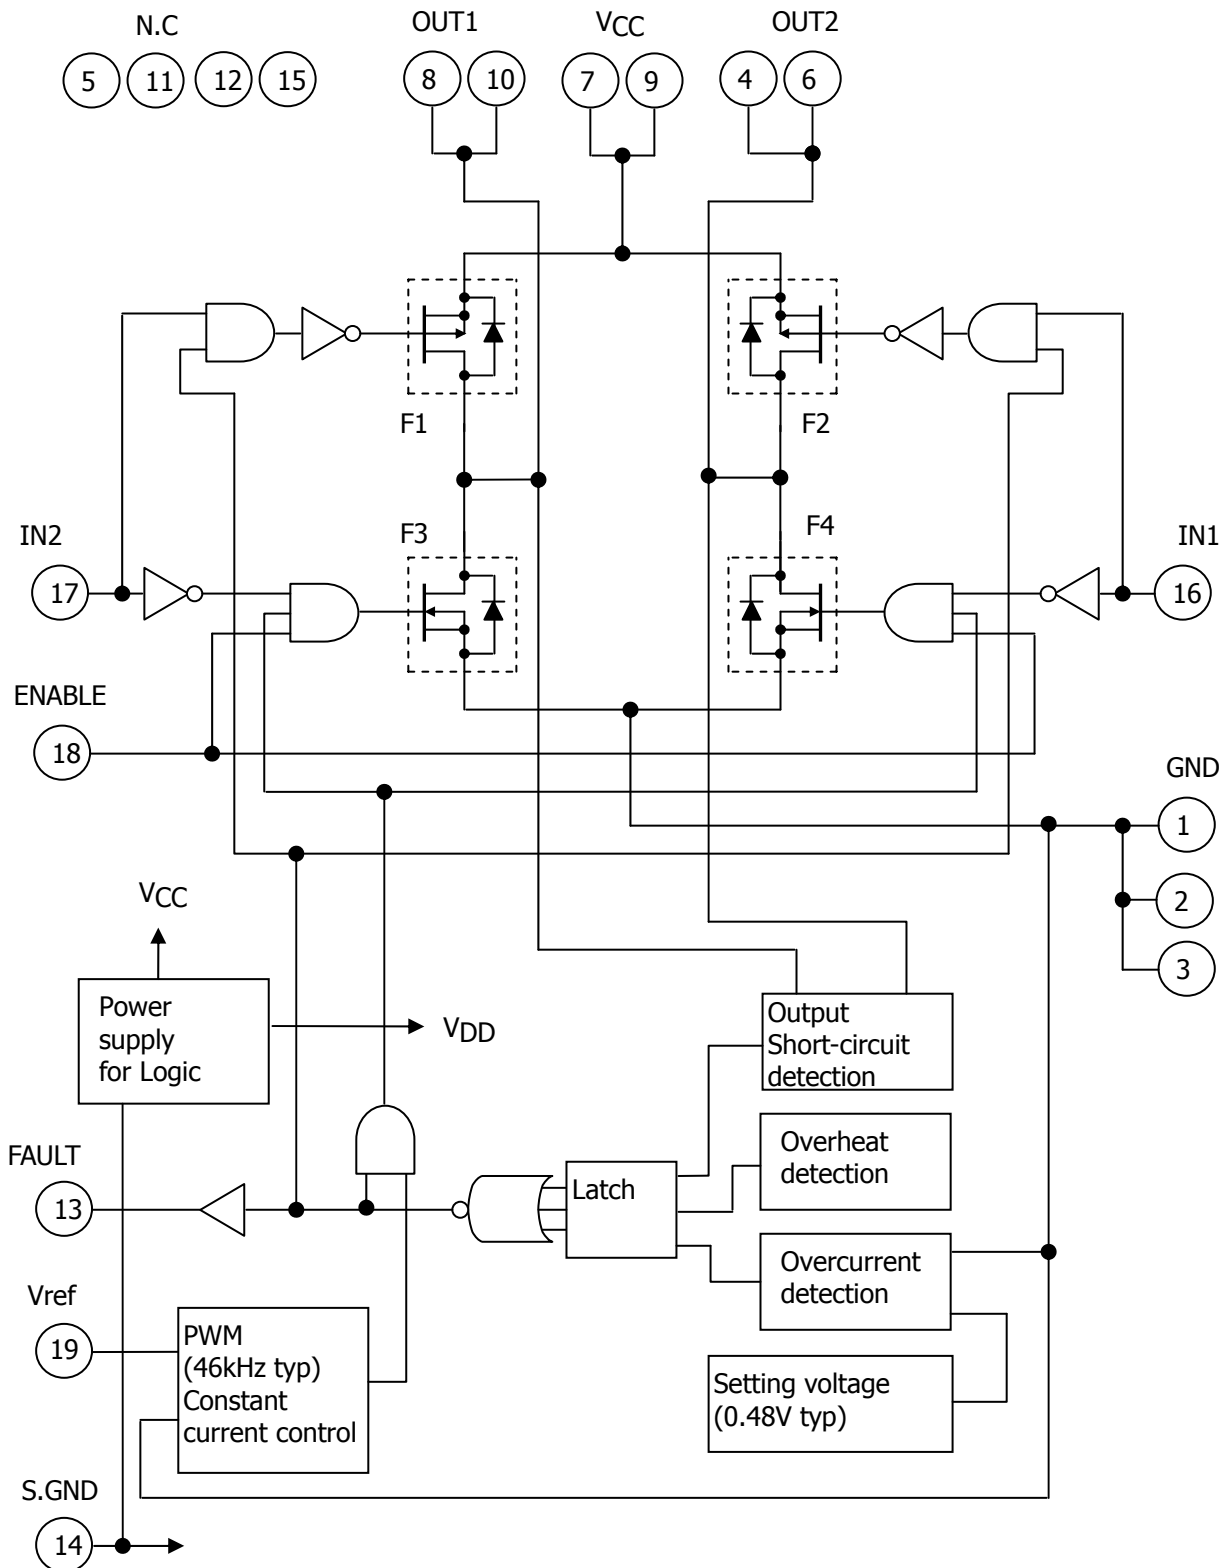 N.C
OUT1
VCC
OUT2
5
11
12
15
8
10
7
9
4
6
F1
F2
IN2
F3
F4
IN1
17
16
ENABLE
18
GND
1
2
3
VCC
Power
supply
for Logic
VDD
Output
Short-circuit
detection
Overheat
detection
FAULT
13
Latch
Overcurrent
detection
Vref
19
PWM
(46kHz typ)
Constant
current control
Setting voltage
(0.48V typ)
S.GND
14